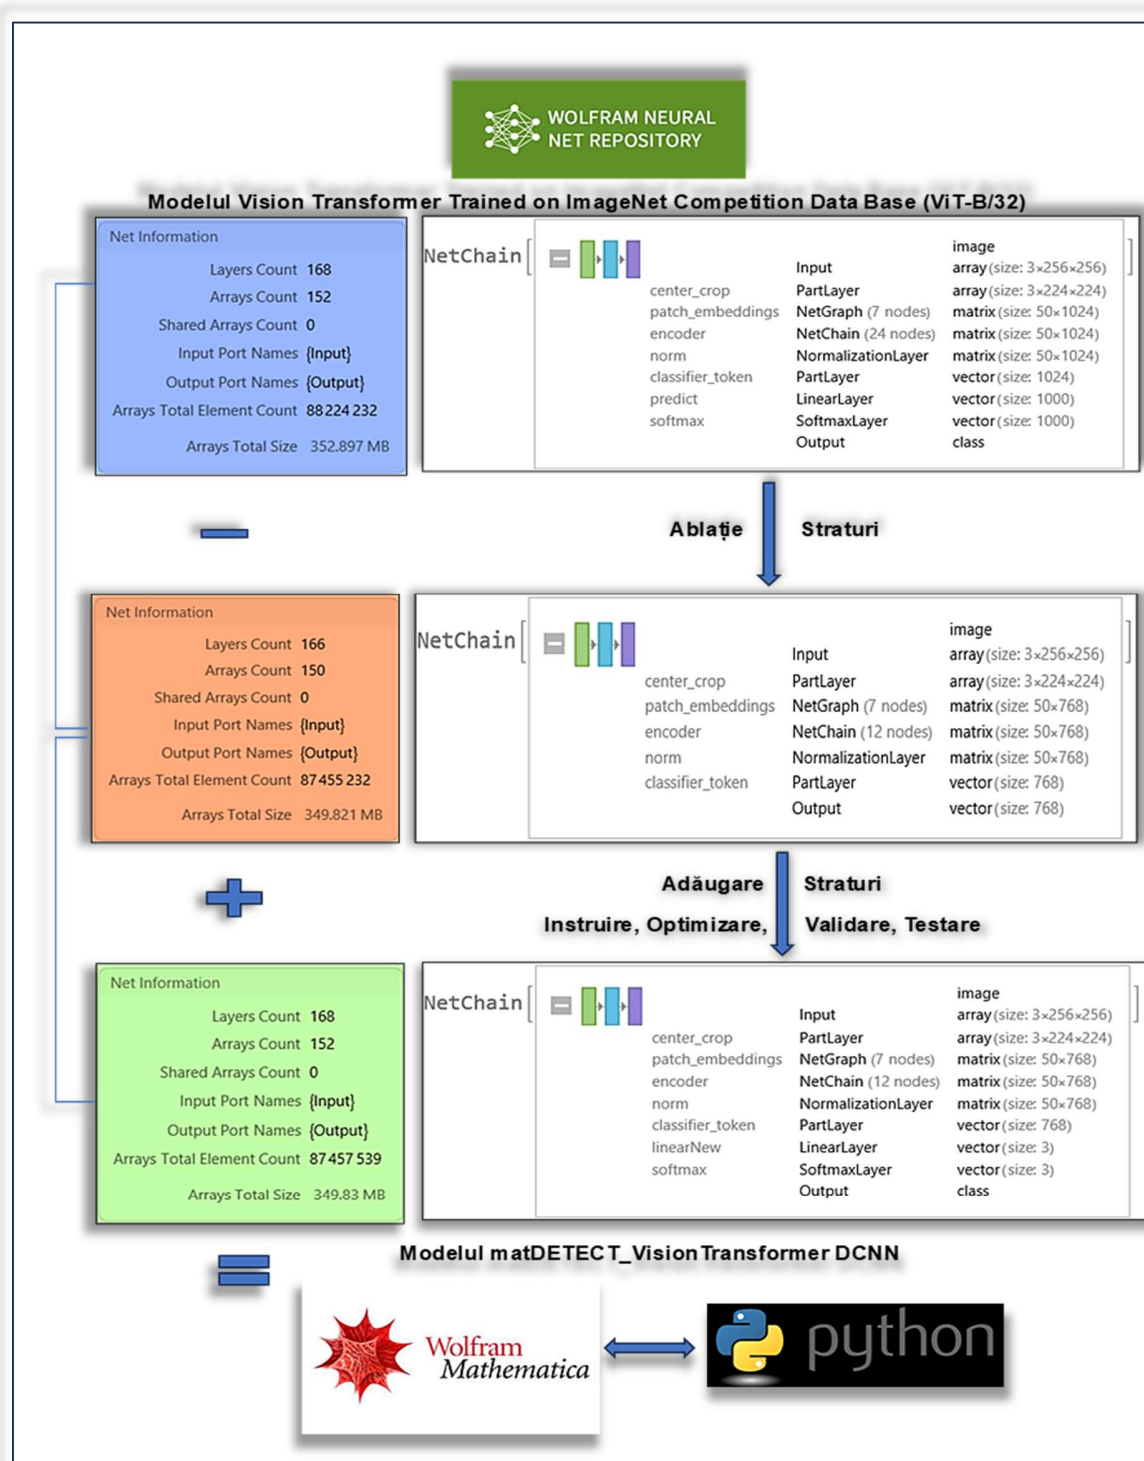 WOLFRAM NEURAL
NET REPOSITORY
Modelul Vision Transformer Trained on ImageNet Competition Data Base (ViT-B/32)
Net Information
Layers Count 168
Arrays Count 152
Shared Arrays Count 0
Input Port Names {Input}
Output Port Names {Output}
Arrays Total Element Count 88 224 232
Arrays Total Size 352.897 MB
NetChain[
image
]
Input array (size: 3×256×256)
center_crop PartLayer array (size: 3×224×224)
patch_embeddings NetGraph (7 nodes) matrix (size: 50×1024)
encoder NetChain (24 nodes) matrix (size: 50×1024)
norm NormalizationLayer matrix (size: 50×1024)
classifier_token PartLayer vector (size: 1024)
predict LinearLayer vector (size: 1000)
softmax SoftmaxLayer vector (size: 1000)
Output class
Ablație Straturi
Net Information
Layers Count 166
Arrays Count 150
Shared Arrays Count 0
Input Port Names {Input}
Output Port Names {Output}
Arrays Total Element Count 87 455 232
Arrays Total Size 349.821 MB
NetChain[
image
]
Input array (size: 3×256×256)
center_crop PartLayer array (size: 3×224×224)
patch_embeddings NetGraph (7 nodes) matrix (size: 50×768)
encoder NetChain (12 nodes) matrix (size: 50×768)
norm NormalizationLayer matrix (size: 50×768)
classifier_token PartLayer vector (size: 768)
Output vector (size: 768)
Adăugare Straturi
Instruire, Optimizare, Validare, Testare
Net Information
Layers Count 168
Arrays Count 152
Shared Arrays Count 0
Input Port Names {Input}
Output Port Names {Output}
Arrays Total Element Count 87 457 539
Arrays Total Size 349.83 MB
NetChain[
image
]
Input array (size: 3×256×256)
center_crop PartLayer array (size: 3×224×224)
patch_embeddings NetGraph (7 nodes) matrix (size: 50×768)
encoder NetChain (12 nodes) matrix (size: 50×768)
norm NormalizationLayer matrix (size: 50×768)
classifier_token PartLayer vector (size: 768)
linearNew LinearLayer vector (size: 3)
softmax SoftmaxLayer vector (size: 3)
Output class
Modelul matDETECT_VisionTransformer DCNN
Wolfram
Mathematica
python